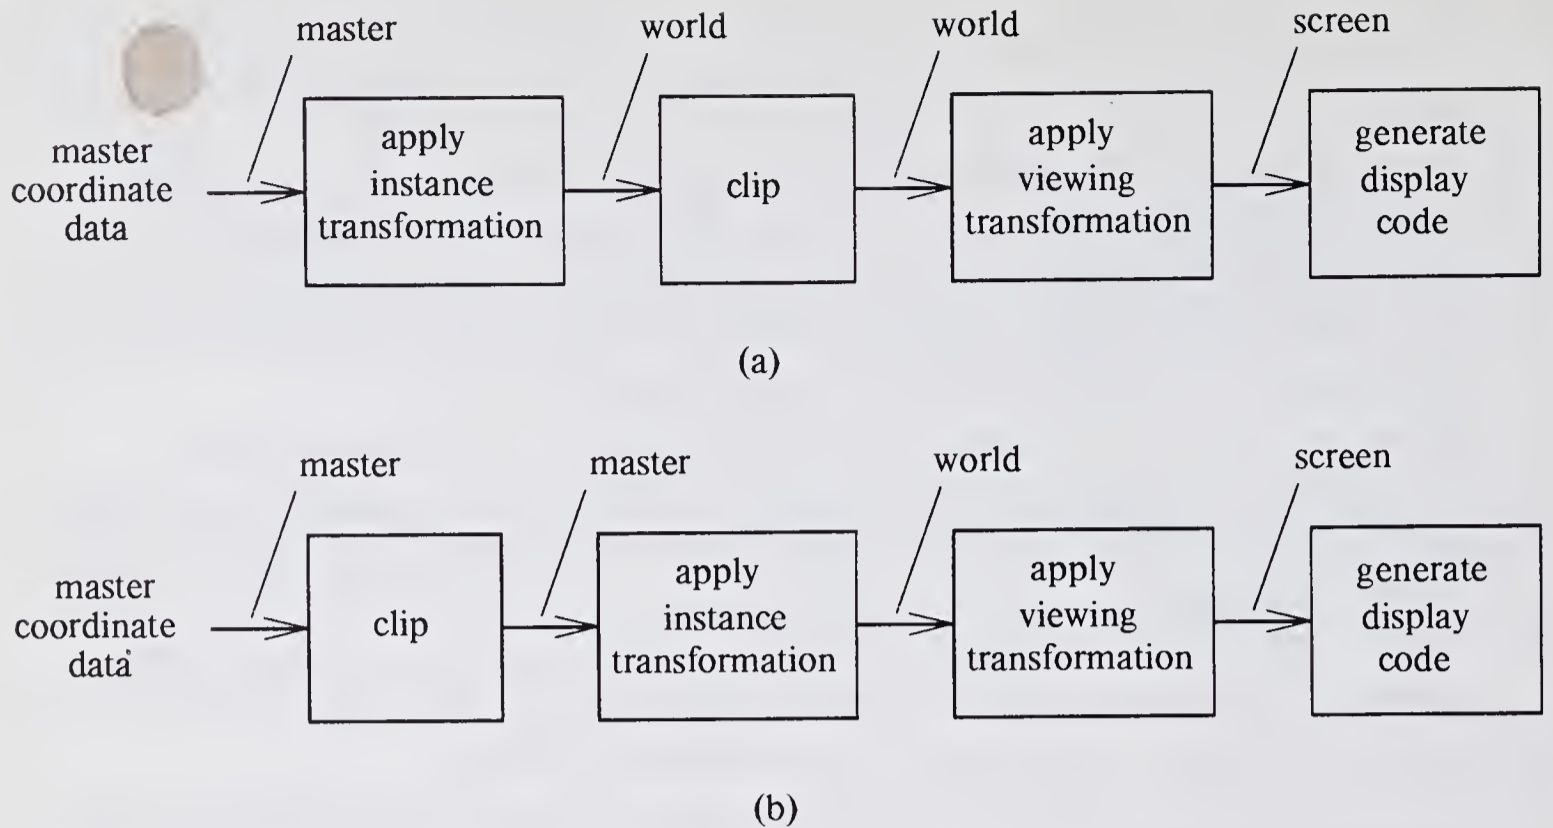 master
world
world
screen
master
coordinate
data
apply
instance
transformation
clip
apply
viewing
transformation
generate
display
code
(a)
master
master
world
screen
master
coordinate
data
clip
apply
instance
transformation
apply
viewing
transformation
generate
display
code
(b)